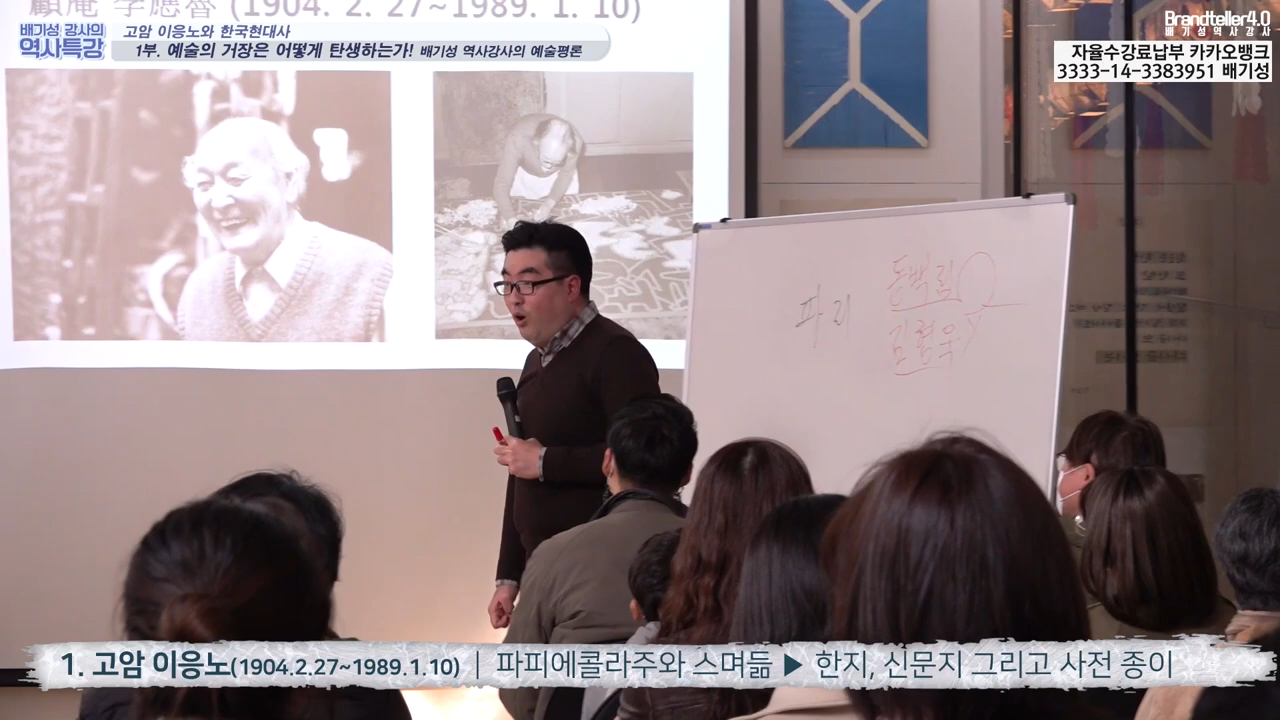 顧庵 李應魯 (1904. 2. 27~1989. 1. 10)
배기성 강사의
역사특강
고암 이응노와 한국현대사
1부. 예술의 거장은 어떻게 탄생하는가! 배기성 역사강사의 예술평론
Brandteller4.0
배기성역사강사
자율수강료납부 카카오뱅크
3333-14-3383951 배기성
동백림
파리
김형욱
1. 고암 이응노(1904.2.27~1989.1.10) | 파피에콜라주와 스며듦 ▶ 한지, 신문지 그리고 사전 종이